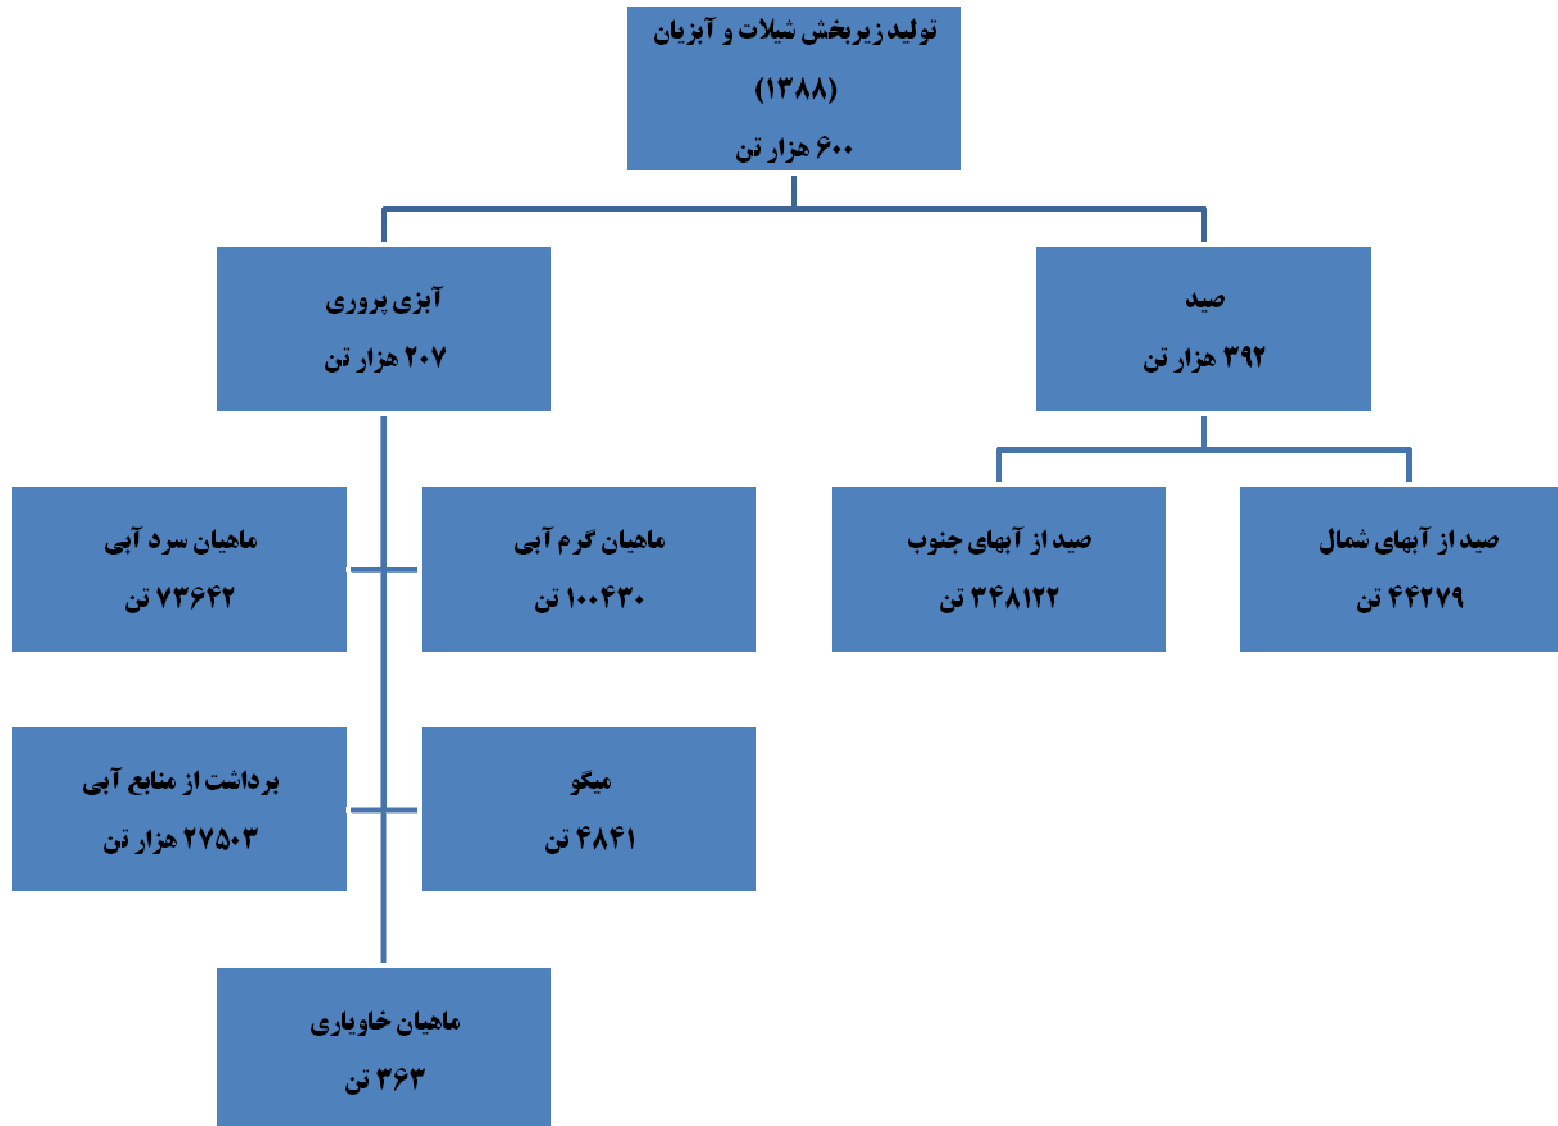 تولید زیربخش شیلات و آبزیان
(۱۳۸۸)
۶۰۰ هزار تن
صید
۳۹۲ هزار تن
آبزی پروری
۲۰۷ هزار تن
صید از آبهای شمال
۴۴۲۷۹ تن
صید از آبهای جنوب
۳۴۸۱۲۲ تن
ماهیان گرم آبی
۱۰۰۴۳۰ تن
ماهیان سرد آبی
۷۳۶۴۲ تن
میگو
۴۸۴۱ تن
برداشت از منابع آبی
۲۷۵۰۳ هزار تن
ماهیان خاویاری
۳۶۳ تن